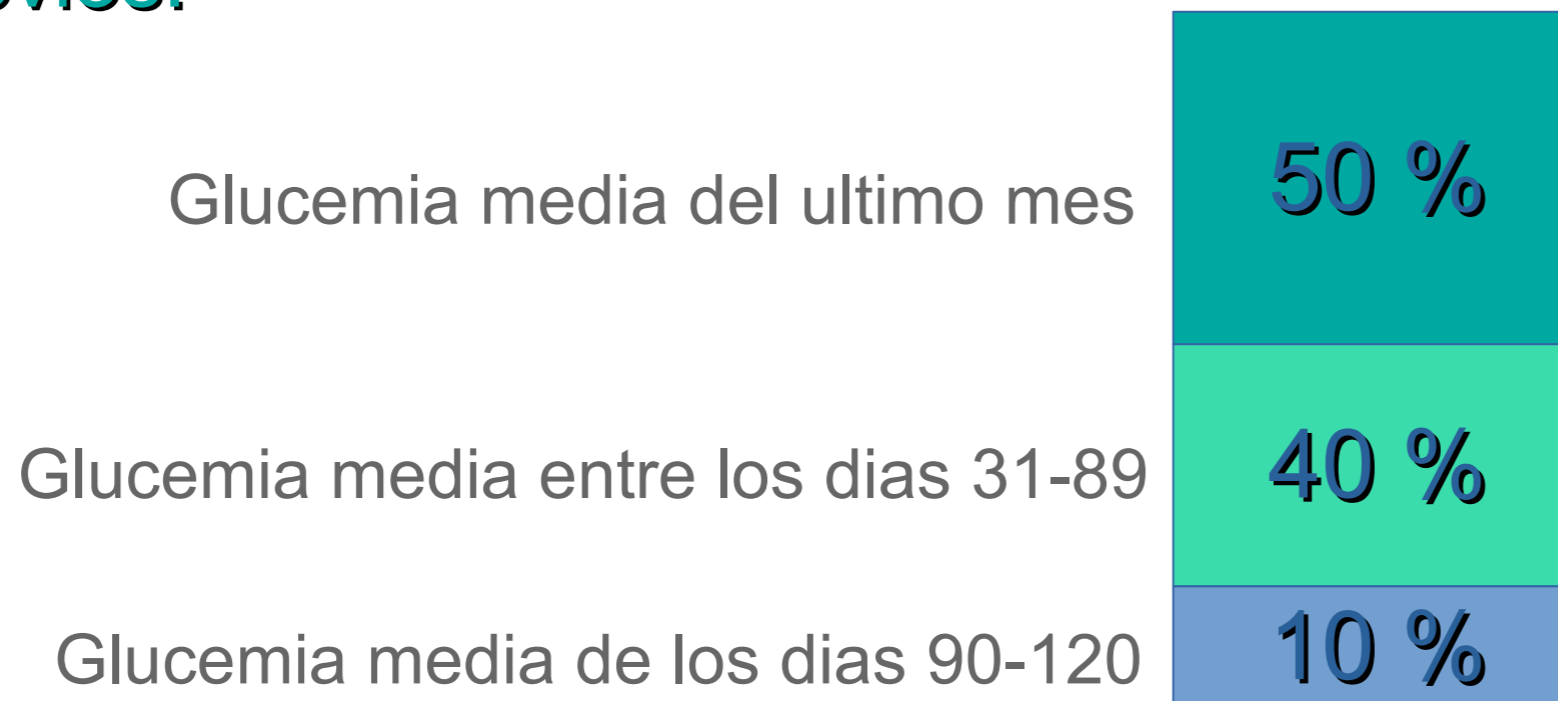 Glucemia media del ultimo mes
50 %
Glucemia media entre los dias 31-89
40 %
Glucemia media de los dias 90-120
10 %